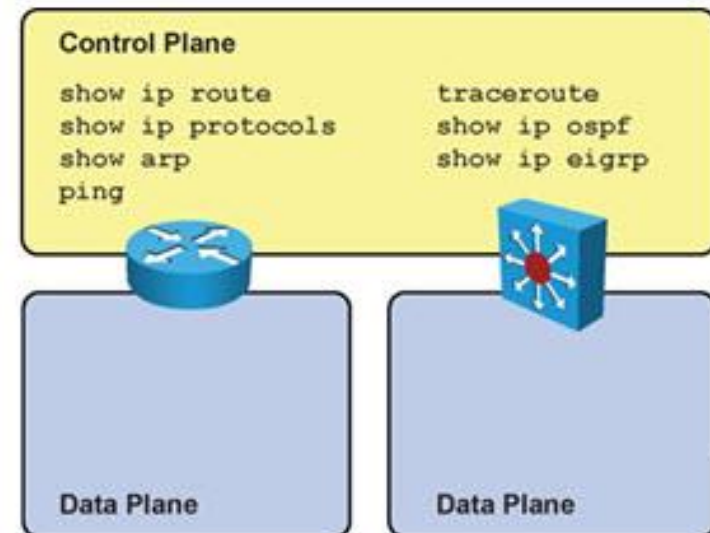 Control Plane
show ip route
show ip protocols
show arp
ping
traceroute
show ip ospf
show ip eigrp
Data Plane
Data Plane